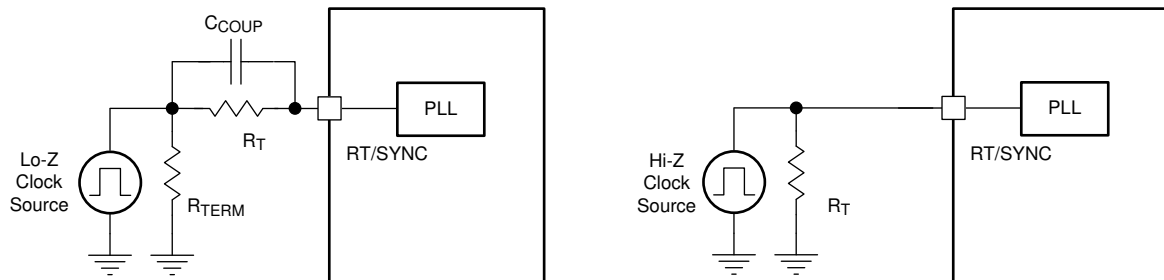 CCOUP
PLL
RT
RT/SYNC
Lo-Z
Clock
Source
RTERM
PLL
RT/SYNC
Hi-Z
Clock
Source
RT